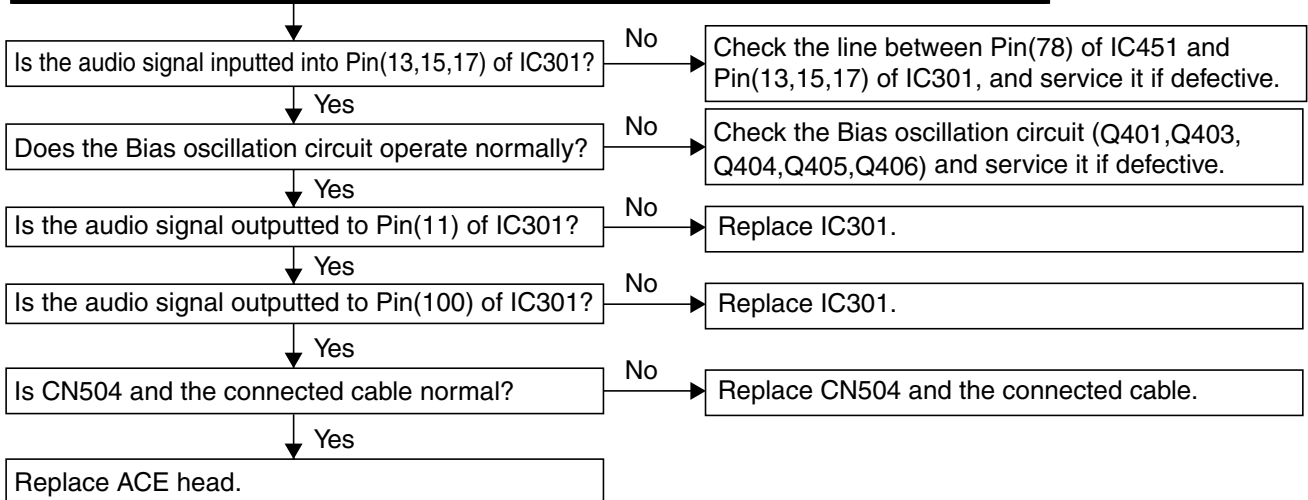 Is the audio signal inputted into Pin(13,15,17) of IC301?
No
Check the line between Pin(78) of IC451 and
Pin(13,15,17) of IC301, and service it if defective.
Yes
Does the Bias oscillation circuit operate normally?
No
Check the Bias oscillation circuit (Q401,Q403,
Q404,Q405,Q406) and service it if defective.
Yes
Is the audio signal outputted to Pin(11) of IC301?
No
Replace IC301.
Yes
Is the audio signal outputted to Pin(100) of IC301?
No
Replace IC301.
Yes
Is CN504 and the connected cable normal?
No
Replace CN504 and the connected cable.
Yes
Replace ACE head.